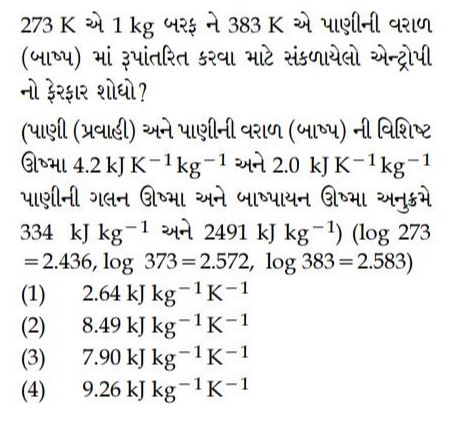 273 K એ 1 kg બરફ ને 383 K એ પાણીની વરાળ
(બાષ્પ) માં રૂપાંતરિત કરવા માટે સંકળાયેલો એન્ટ્રોપી
નો ફેરફાર શોધો?
(પાણી (પ્રવાહી) અને પાણીની વરાળ (બાષ્પ) ની વિશિષ્ટ
ઊષ્મા 4.2 kJ K⁻¹ kg⁻¹ અને 2.0 kJ K⁻¹ kg⁻¹
પાણીની ગલન ઊષ્મા અને બાષ્પાયન ઊષ્મા અનુક્રમે
334 kJ kg⁻¹ અને 2491 kJ kg⁻¹) (log 273
= 2.436, log 373 = 2.572, log 383 = 2.583)
(1) 2.64 kJ kg⁻¹ K⁻¹
(2) 8.49 kJ kg⁻¹ K⁻¹
(3) 7.90 kJ kg⁻¹ K⁻¹
(4) 9.26 kJ kg⁻¹ K⁻¹